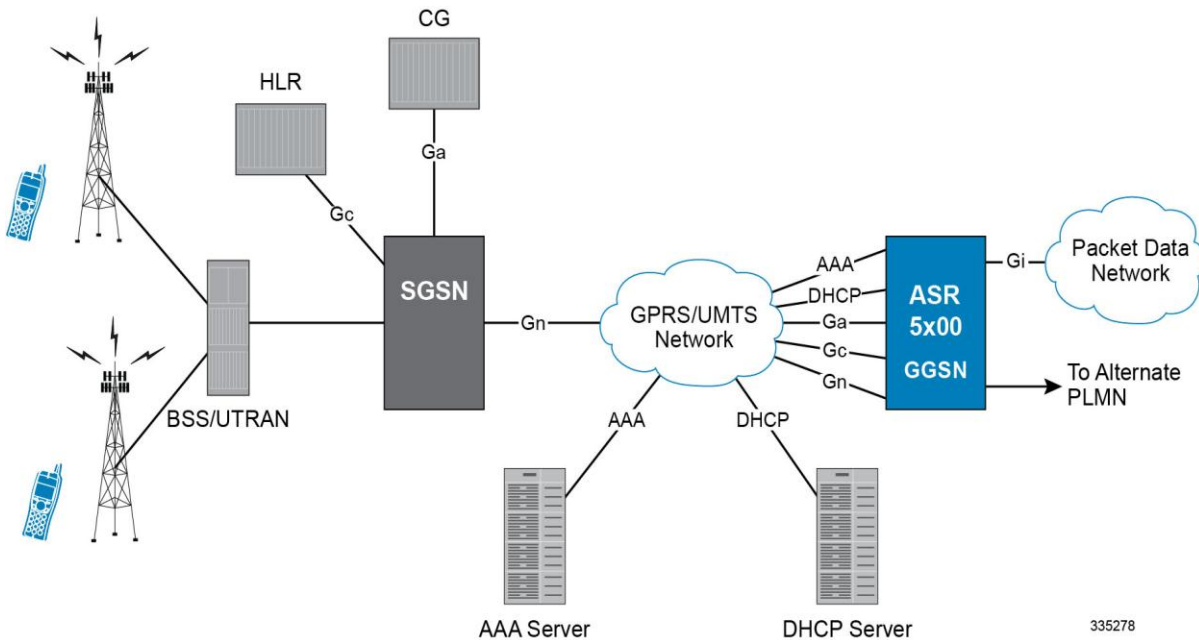 CG
HLR
Ga
Gc
SGSN
Gn
BSS/UTRAN
GPRS/UMTS
Network
AAA
DHCP
Ga
Gc
Gn
ASR
5x00
GGSN
Gi
Packet Data
Network
To Alternate
PLMN
AAA
DHCP
AAA Server
DHCP Server
335278